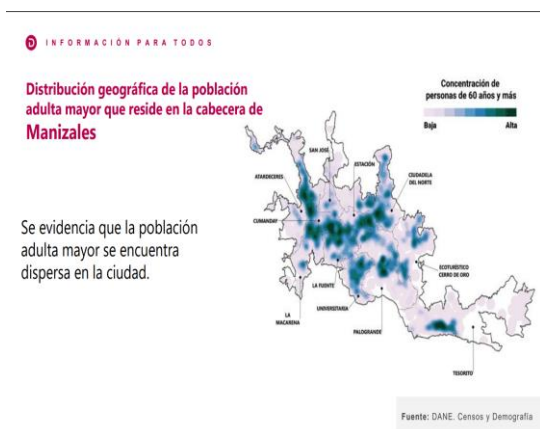 INFORMACIÓN PARA TODOS
Distribución geográfica de la población
adulta mayor que reside en la cabecera de
Manizales
Concentración de
personas de 60 años y más
Baja Alta
SAN JOSÉ
ESTACIÓN
ATARDECERES
CIUDADELA
DEL NORTE
CUMANDAY
Se evidencia que la población
adulta mayor se encuentra
dispersa en la ciudad.
ECOTURÍSTICO
CERRO DE ORO
LA FUENTE
UNIVERSITARIA
LA
MACARENA
PALOGRANDE
TESORITO
Fuente: DANE. Censos y Demografía